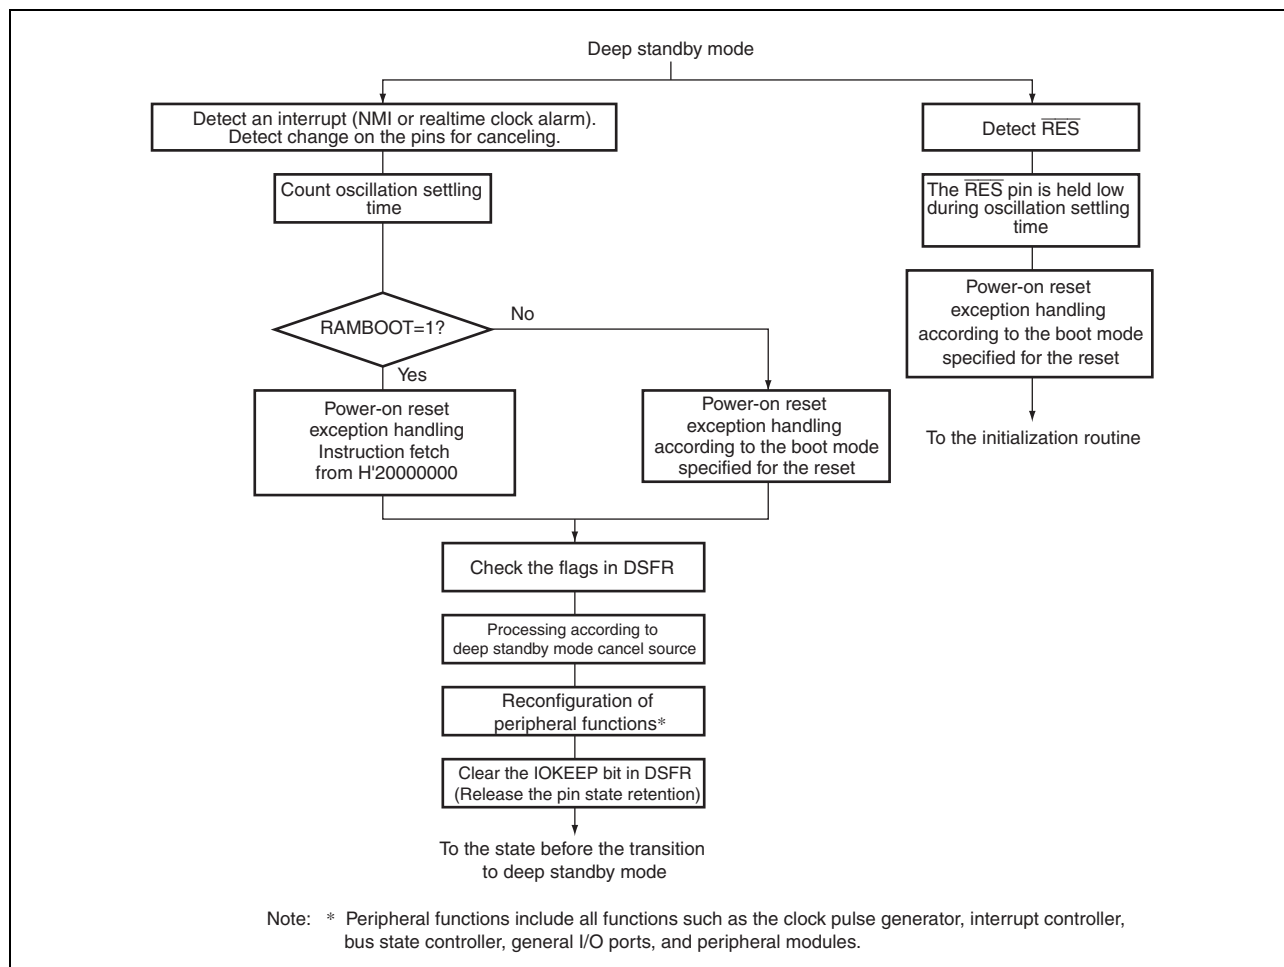 Deep standby mode
Detect an interrupt (NMI or realtime clock alarm).
Detect change on the pins for canceling.
Count oscillation settling
time
RAMBOOT=1?
No
Yes
Power-on reset
exception handling
Instruction fetch
from H'20000000
Power-on reset
exception handling
according to the boot mode
specified for the reset
Detect R̅E̅S̅
The R̅E̅S̅ pin is held low
during oscillation settling
time
Power-on reset
exception handling
according to the boot mode
specified for the reset
To the initialization routine
Check the flags in DSFR
Processing according to
deep standby mode cancel source
Reconfiguration of
peripheral functions*
Clear the IOKEEP bit in DSFR
(Release the pin state retention)
To the state before the transition
to deep standby mode
Note: * Peripheral functions include all functions such as the clock pulse generator, interrupt controller,
bus state controller, general I/O ports, and peripheral modules.